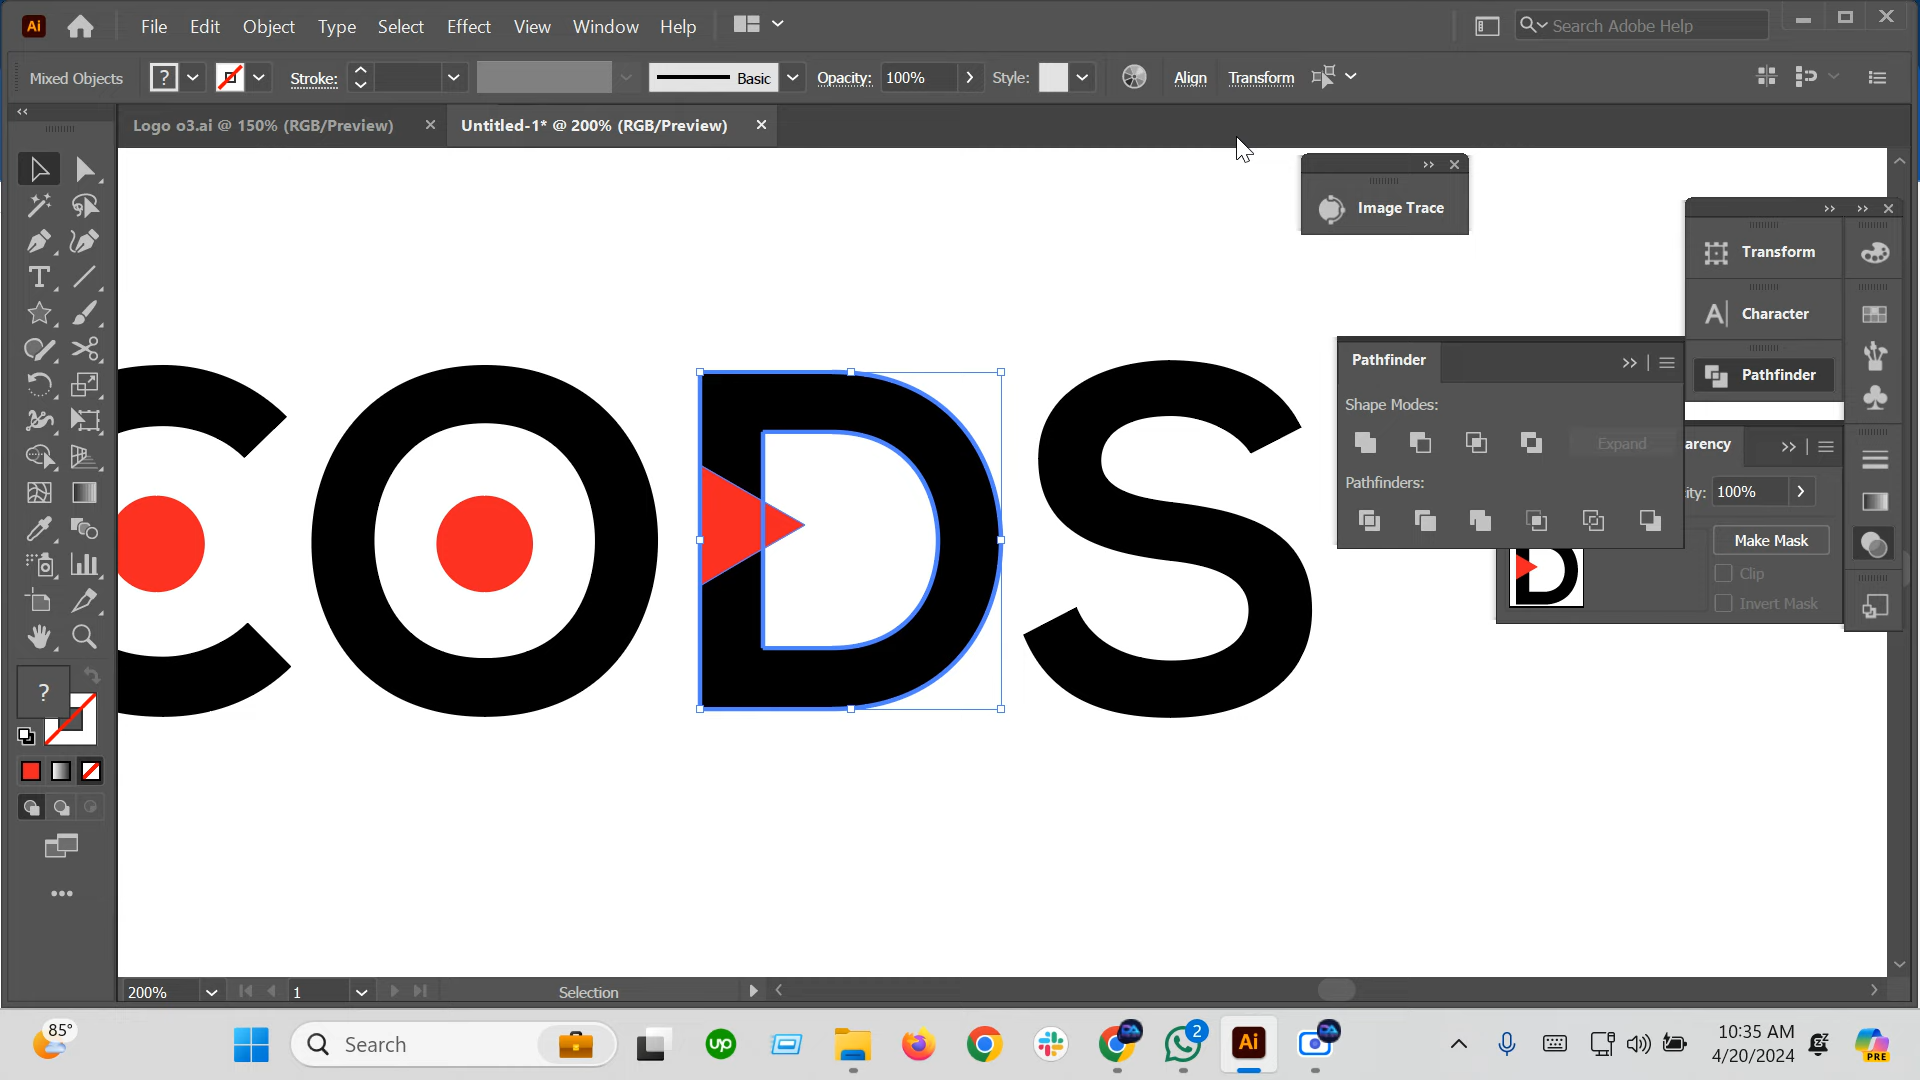 Ai File Edit Object Type Select Effect View Window Help Search Adobe Help
Mixed Objects ? Stroke: Basic Opacity: 100% Style: Align Transform
Logo o3.ai @ 150% (RGB/Preview) Untitled-1* @ 200% (RGB/Preview)
Image Trace
Transform
Character
Pathfinder
Pathfinder
Shape Modes:
Expand
Pathfinders:
arency
ity: 100%
Make Mask
Clip
Invert Mask
CODS
D
?
200% 1 Selection
85° Search up 2 Ai 10:35 AM
4/20/2024
PRE